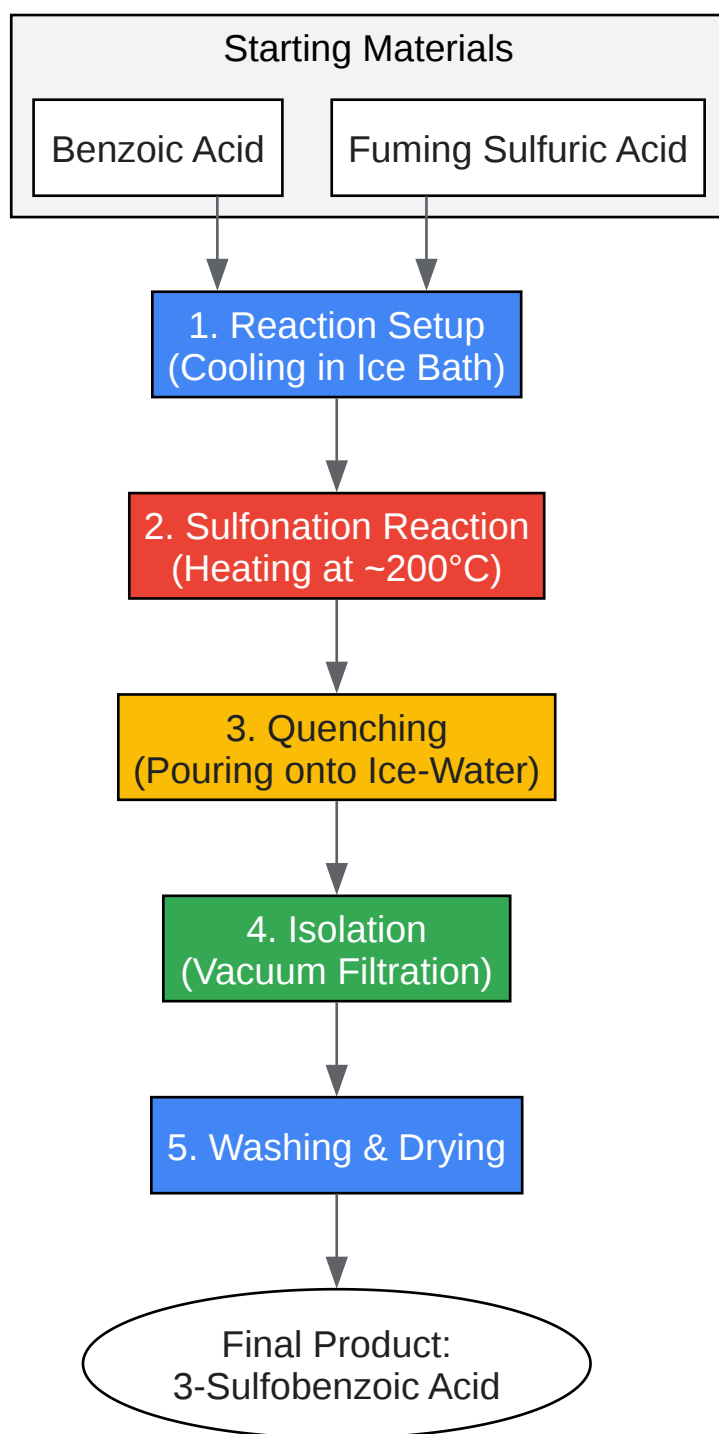 Starting Materials
Benzoic Acid
Fuming Sulfuric Acid
1. Reaction Setup
(Cooling in Ice Bath)
2. Sulfonation Reaction
(Heating at ~200°C)
3. Quenching
(Pouring onto Ice-Water)
4. Isolation
(Vacuum Filtration)
5. Washing & Drying
Final Product:
3-Sulfobenzoic Acid